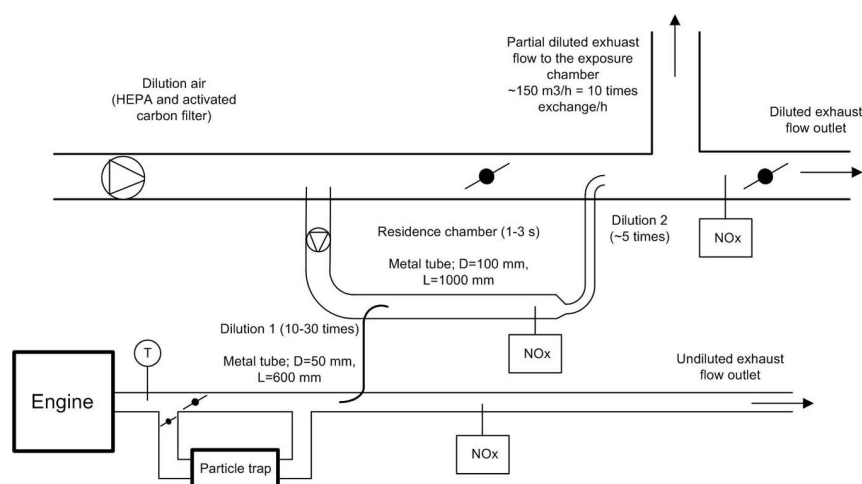 Partial diluted exhuast
flow to the exposure
chamber
~150 m3/h = 10 times
exchange/h
Dilution air
(HEPA and activated
carbon filter)
Diluted exhaust
flow outlet
Residence chamber (1-3 s)
Metal tube; D=100 mm,
L=1000 mm
Dilution 2
(~5 times)
NOx
Dilution 1 (10-30 times)
Metal tube; D=50 mm,
L=600 mm
NOx
T
Undiluted exhaust
flow outlet
Engine
NOx
Particle trap